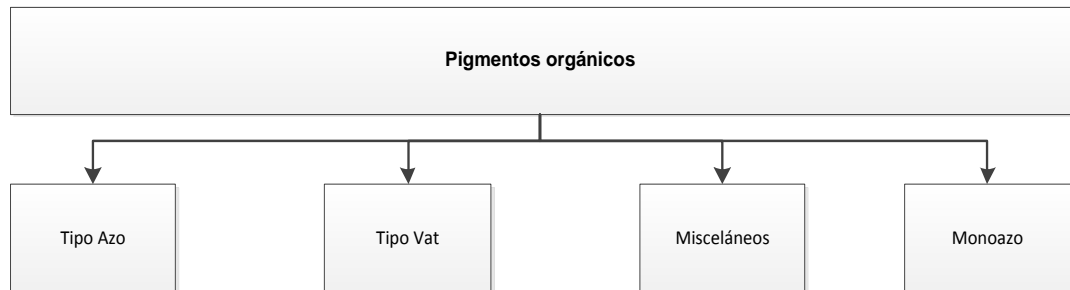 Pigmentos orgánicos
Tipo Azo
Tipo Vat
Misceláneos
Monoazo